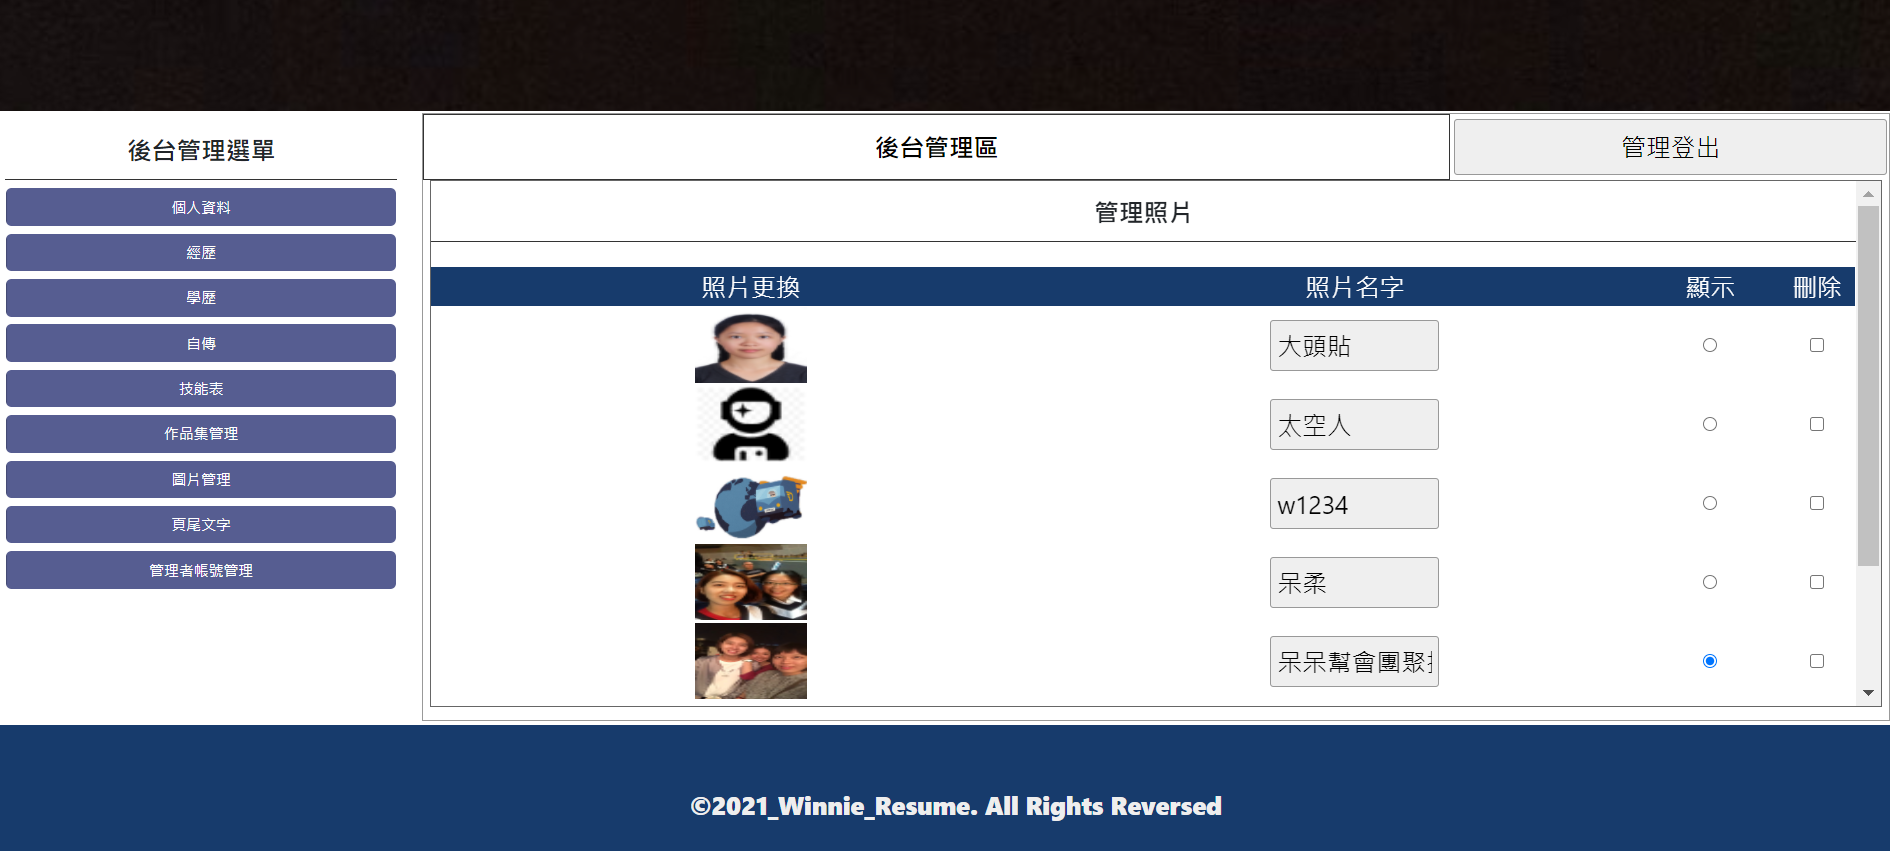 後台管理選單
個人資料
經歷
學歷
自傳
技能表
作品集管理
圖片管理
頁尾文字
管理者帳號管理
後台管理區
管理登出
管理照片
照片更換 照片名字 顯示 刪除
大頭貼
太空人
w1234
呆柔
呆呆幫會團聚
©2021_Winnie_Resume. All Rights Reversed